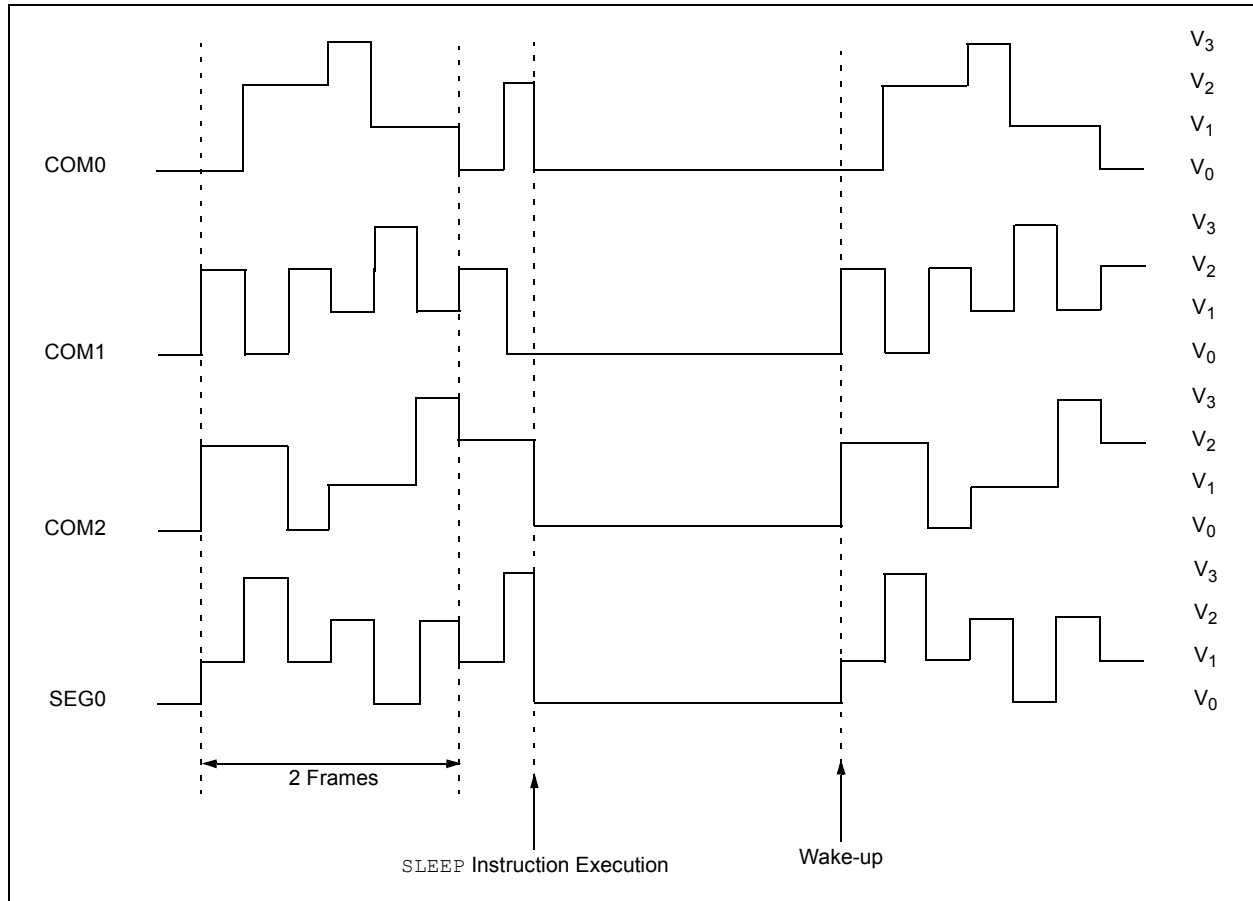 V3
V2
V1
COM0 V0
V3
V2
V1
COM1 V0
V3
V2
V1
COM2 V0
V3
V2
V1
SEG0 V0
2 Frames
SLEEP Instruction Execution Wake-up